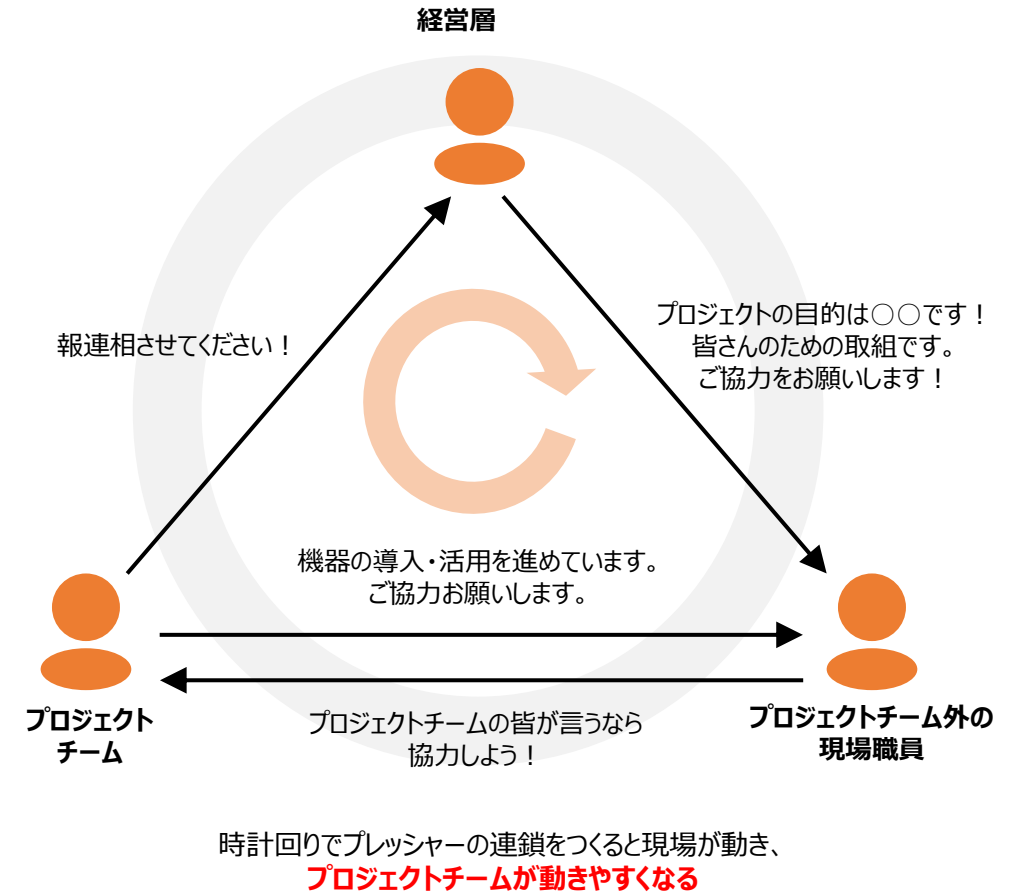 経営層
報連相させてください！
プロジェクトの目的は○○です！
皆さんのための取組です。
ご協力をお願いします！
機器の導入・活用を進めています。
ご協力お願いします。
プロジェクト
チーム
プロジェクトチームの皆が言うなら
協力しよう！
プロジェクトチーム外の
現場職員
時計回りでプレッシャーの連鎖をつくると現場が動き、
プロジェクトチームが動きやすくなる